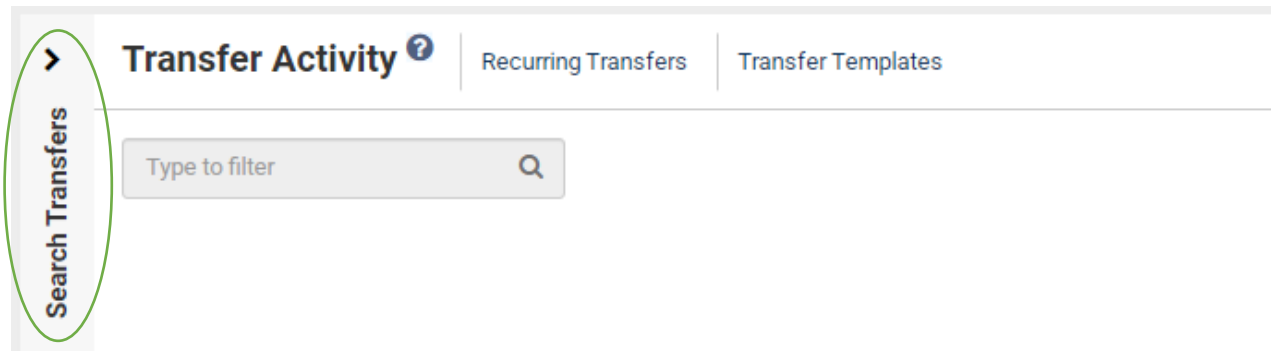 Transfer Activity ? Recurring Transfers Transfer Templates
Search Transfers
Type to filter